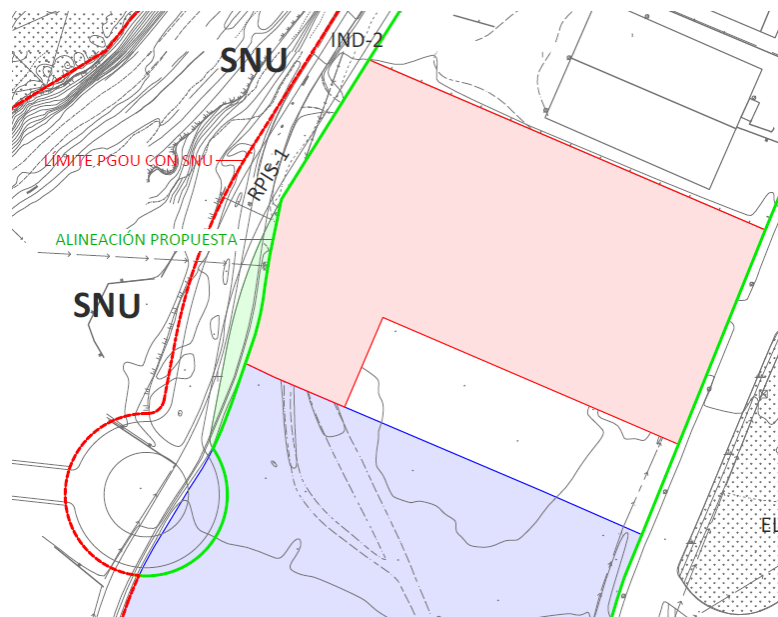 IND-2
SNU
LÍMITE PGOU CON SNU
RPIS-1
ALINEACIÓN PROPUESTA
SNU
EL